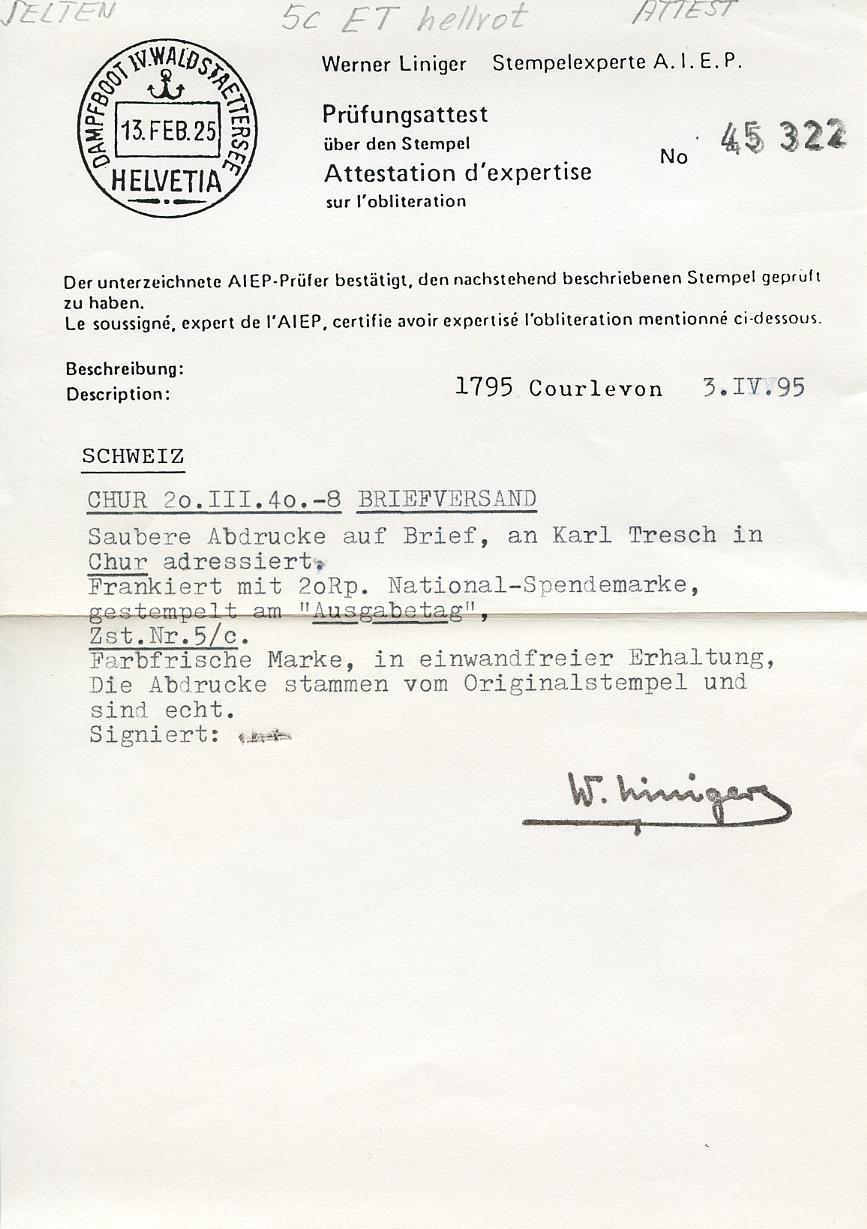 SELTEN 5c ET hellrot ATTEST
DAMPFBOOT IV. WALDSTAETTERSEE
13. FEB. 25
HELVETIA
Werner Liniger Stempelexperte A.I.E.P.
Prüfungsattest
über den Stempel
Attestation d'expertise
sur l'obliteration
No 45 322
Der unterzeichnete AIEP-Prüfer bestätigt, den nachstehend beschriebenen Stempel geprüft
zu haben.
Le soussigné, expert de l'AIEP, certifie avoir expertisé l'obliteration mentionné ci-dessous.
Beschreibung:
Description:
1795 Courlevon 3.IV.95
SCHWEIZ
CHUR 2o.III.4o.-8 BRIEFVERSAND
Saubere Abdrucke auf Brief, an Karl Tresch in
Chur adressiert.
Frankiert mit 2oRp. National-Spendemarke,
gestempelt am "Ausgabetag",
Zst.Nr.5/c.
Farbfrische Marke, in einwandfreier Erhaltung,
Die Abdrucke stammen vom Originalstempel und
sind echt.
Signiert:
W. Liniger